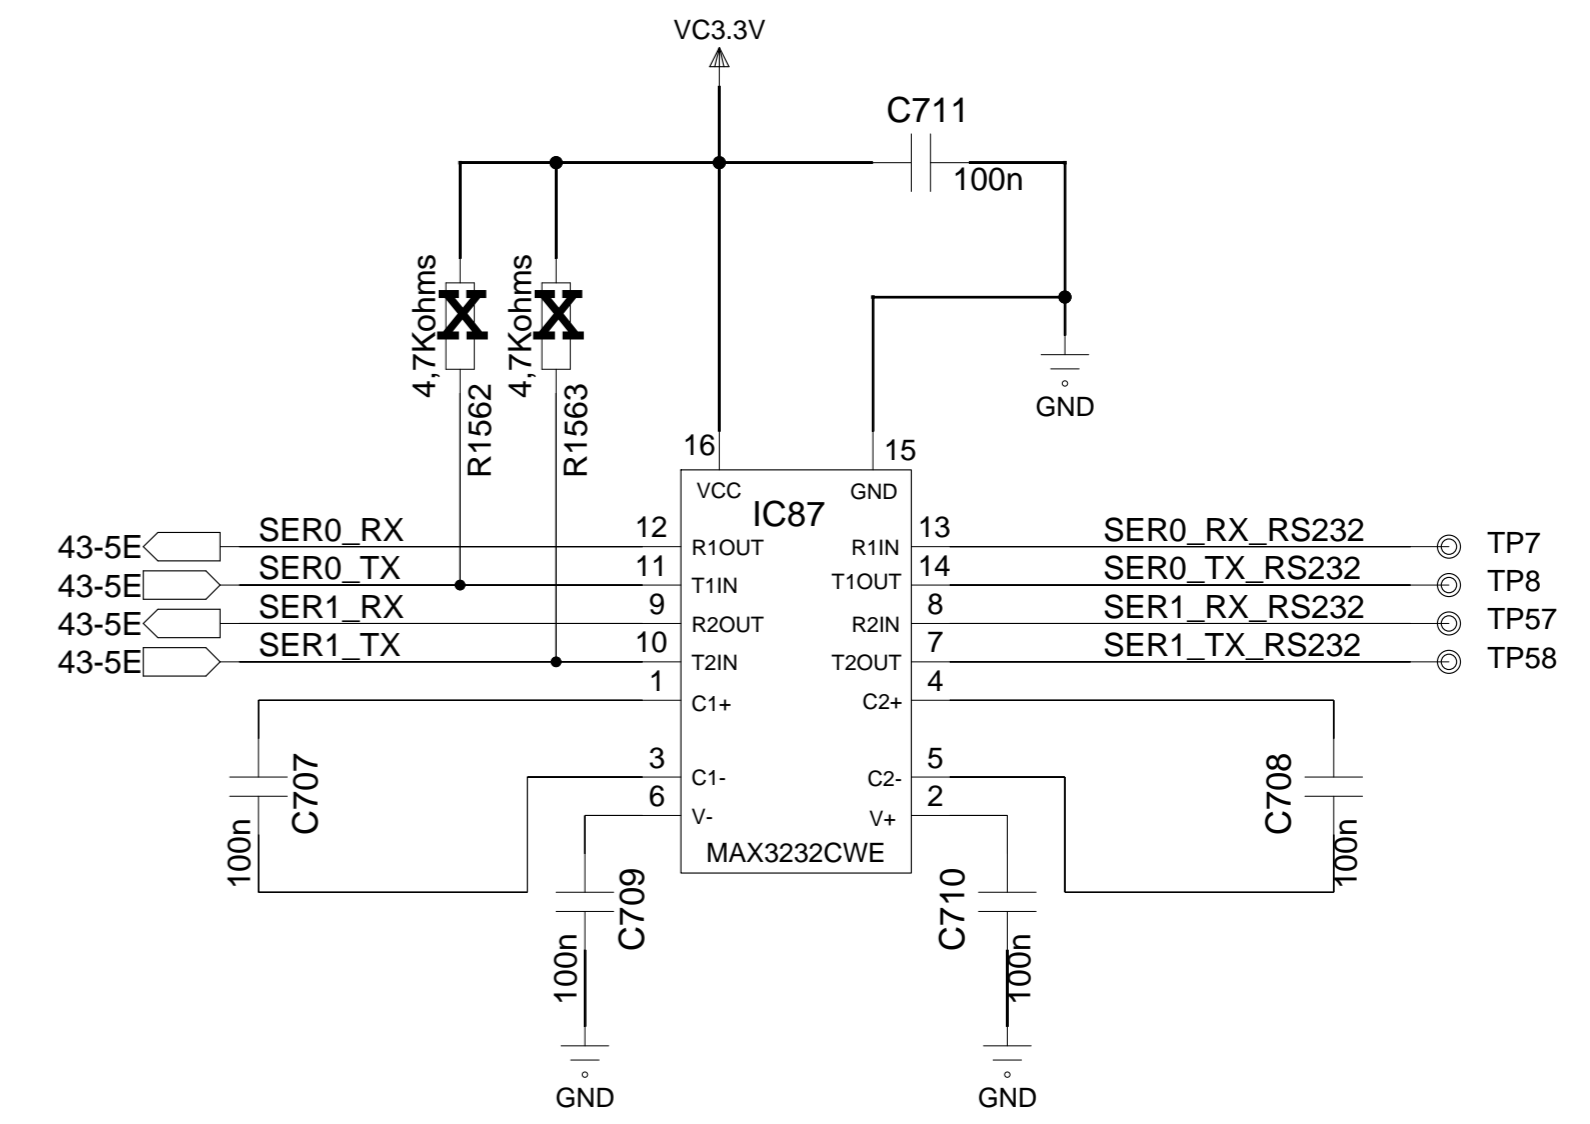 VC3.3V
C711
100n
4,7Kohms
4,7Kohms
R1562
R1563
GND
16
15
VCC
GND
IC87
43-5E
SER0_RX
12
R1OUT
R1IN
13
SER0_RX_RS232
TP7
43-5E
SER0_TX
11
T1IN
T1OUT
14
SER0_TX_RS232
TP8
43-5E
SER1_RX
9
R2OUT
R2IN
8
SER1_RX_RS232
TP57
43-5E
SER1_TX
10
T2IN
T2OUT
7
SER1_TX_RS232
TP58
1
C1+
C2+
4
3
C1-
C2-
5
6
V-
V+
2
MAX3232CWE
C707
100n
C708
100n
C709
100n
C710
100n
GND
GND